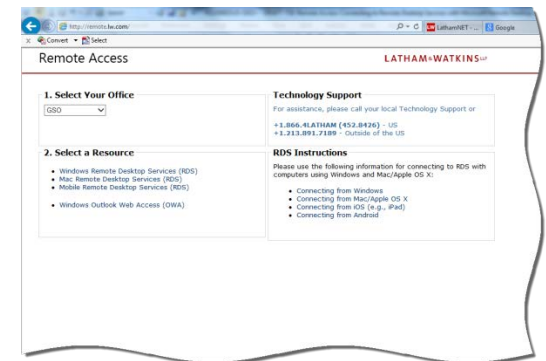 http://remote.lw.com/
LathamNET - ...
Google
x Convert Select
Remote Access
LATHAM&WATKINS LLP
1. Select Your Office
GSO
2. Select a Resource
Windows Remote Desktop Services (RDS)
Mac Remote Desktop Services (RDS)
Mobile Remote Desktop Services (RDS)
Windows Outlook Web Access (OWA)
Technology Support
For assistance, please call your local Technology Support or
+1.866.4LATHAM (452.8426) - US
+1.213.891.7189 - Outside of the US
RDS Instructions
Please use the following information for connecting to RDS with
computers using Windows and Mac/Apple OS X:
Connecting from Windows
Connecting from Mac/Apple OS X
Connecting from iOS (e.g., iPad)
Connecting from Android